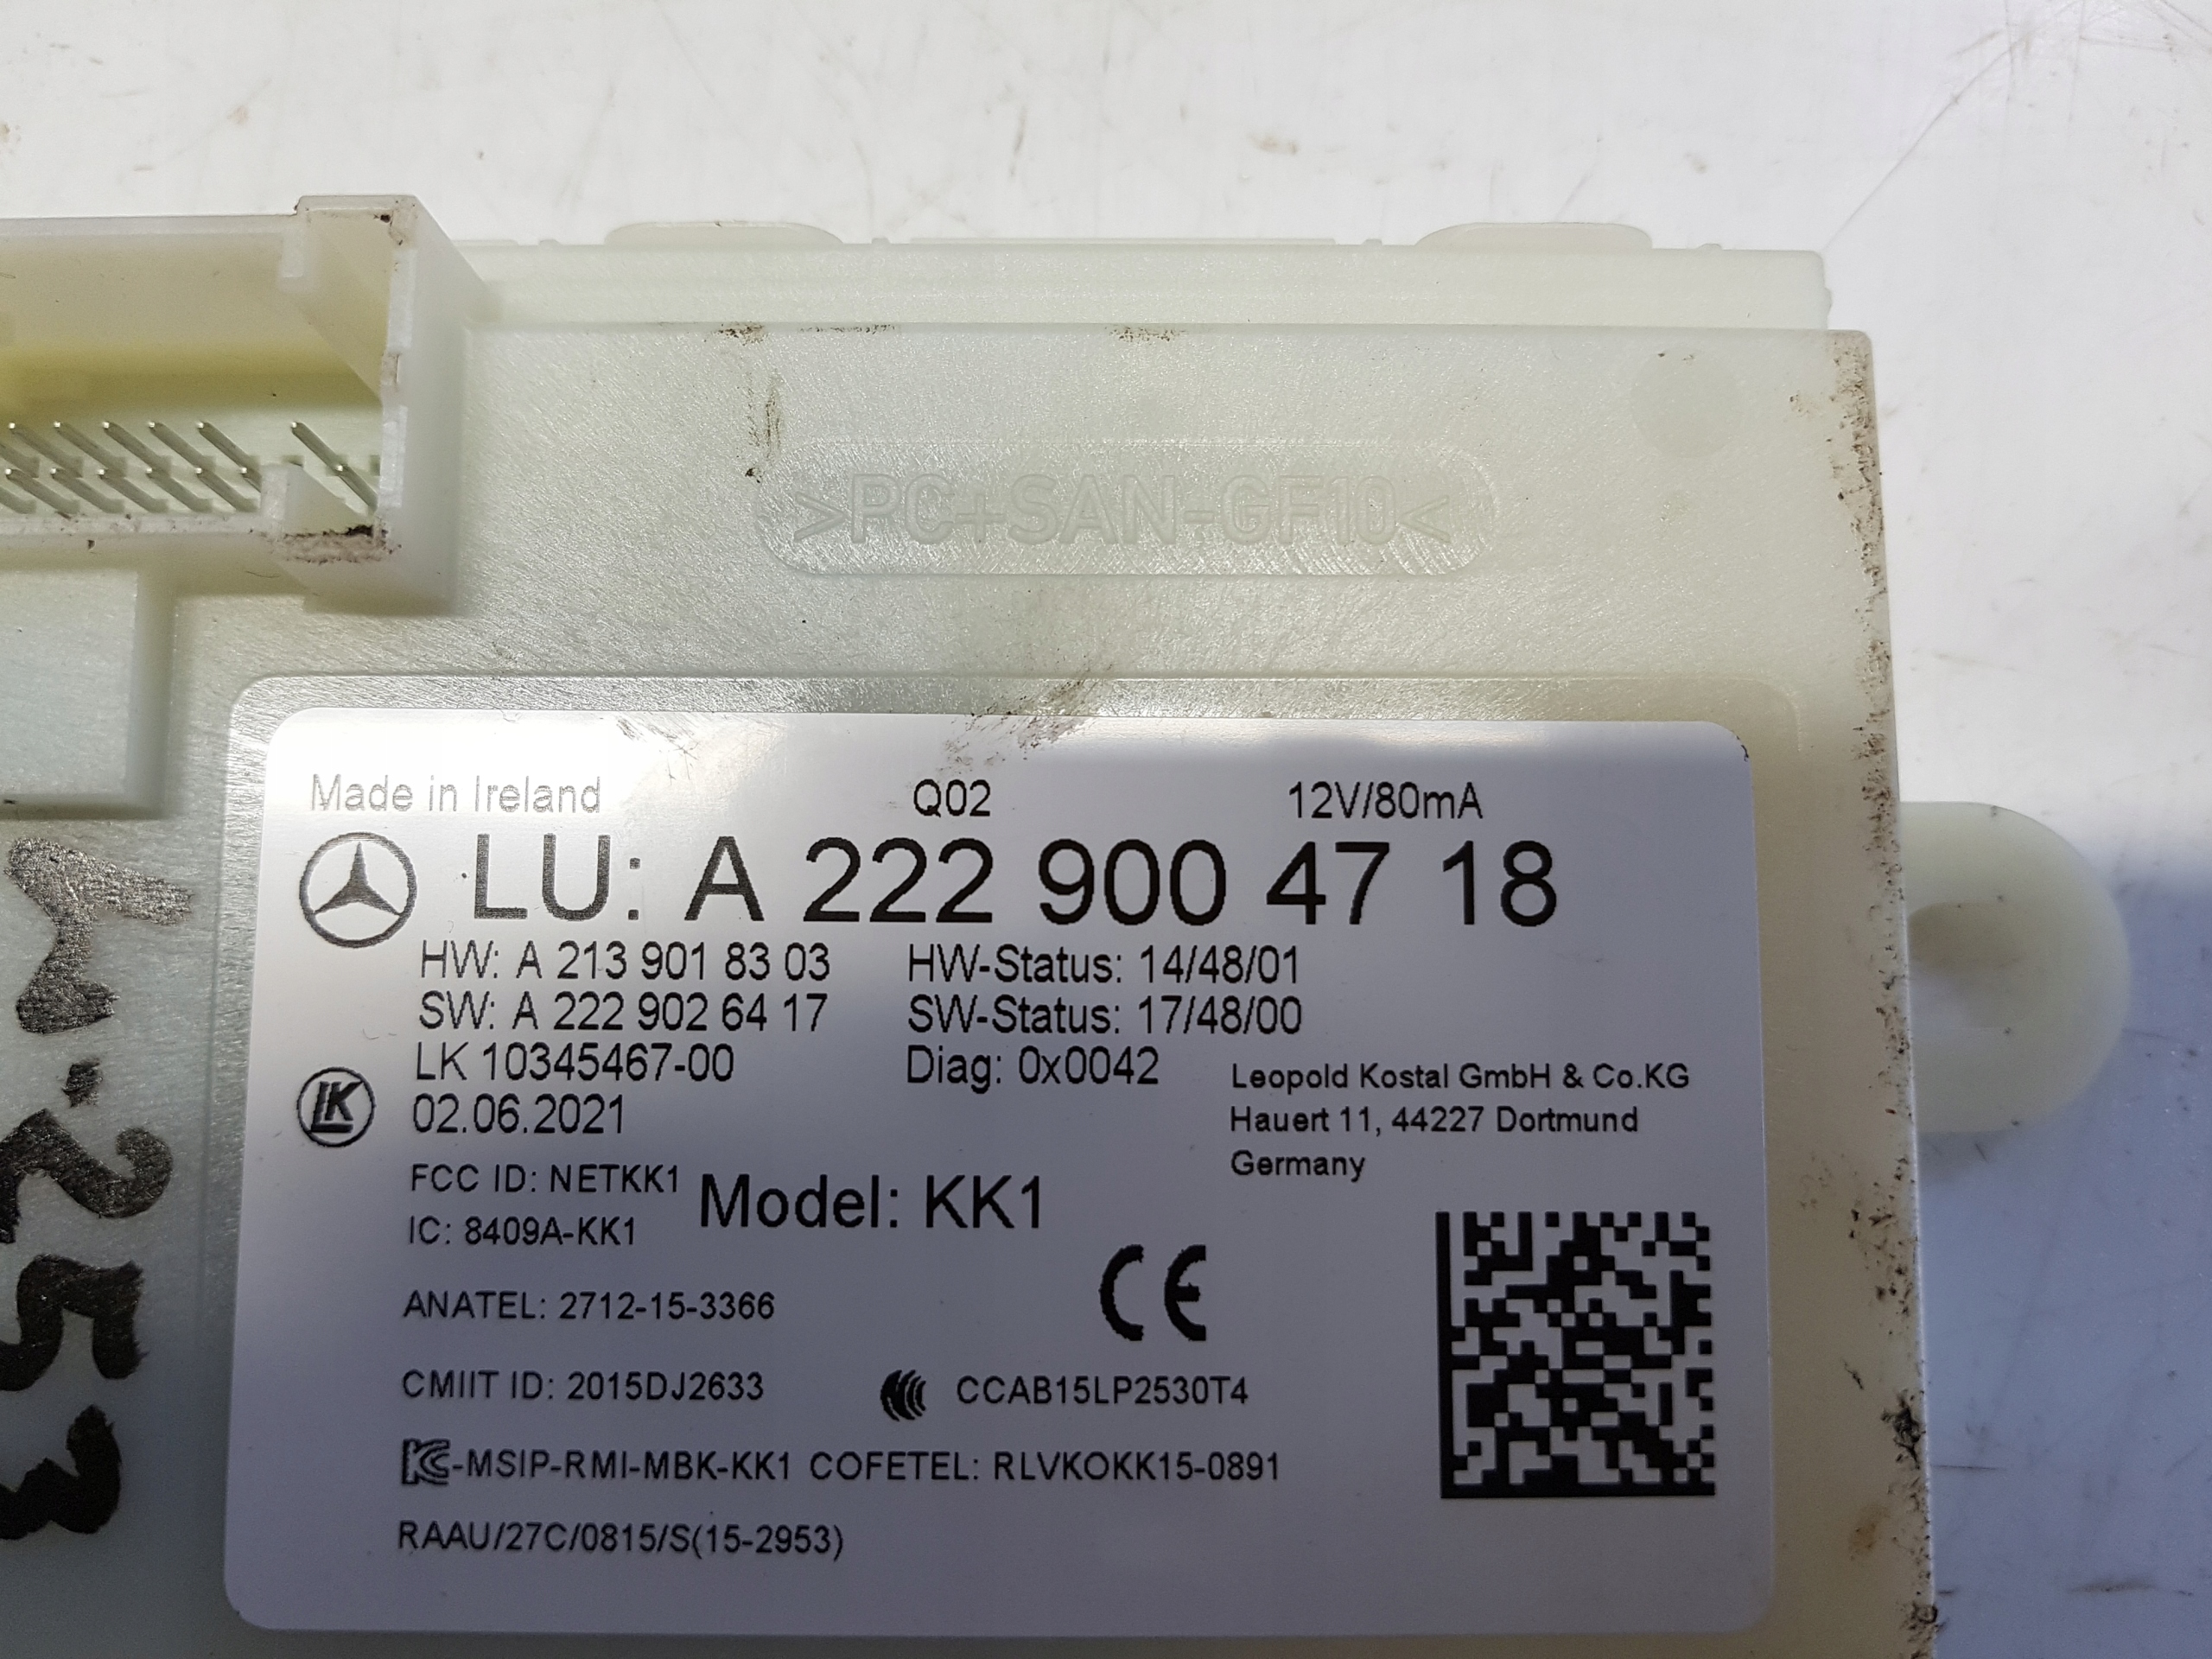 >PC+SAN-GF10<
Made in Ireland Q02 12V/80mA
LU: A 222 900 47 18
HW: A 213 901 83 03 HW-Status: 14/48/01
SW: A 222 902 64 17 SW-Status: 17/48/00
LK 10345467-00 Diag: 0x0042
LK 02.06.2021
Leopold Kostal GmbH & Co.KG
Hauert 11, 44227 Dortmund
Germany
FCC ID: NETKK1 Model: KK1
IC: 8409A-KK1
ANATEL: 2712-15-3366 CE
CMIIT ID: 2015DJ2633 CCAB15LP2530T4
KC-MSIP-RMI-MBK-KK1 COFETEL: RLVKOKK15-0891
RAAU/27C/0815/S(15-2953)
253